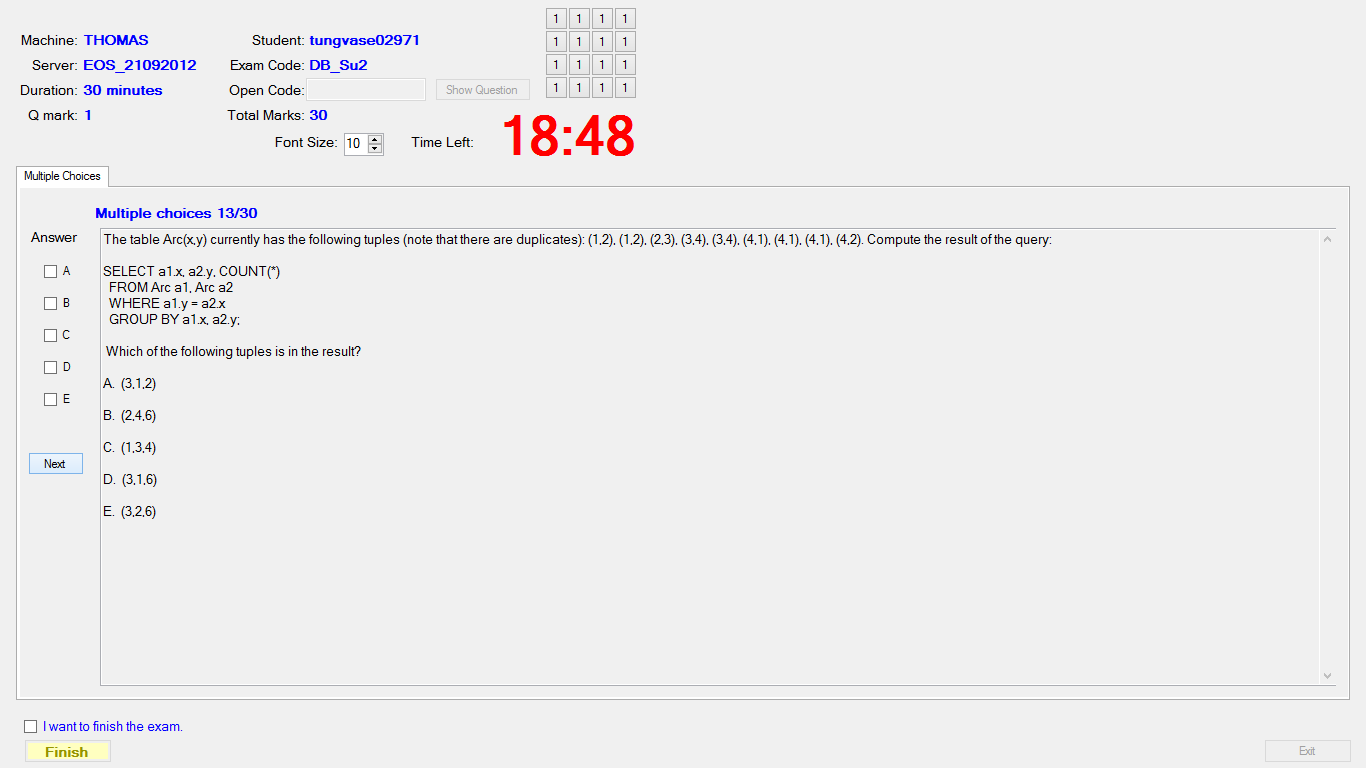 Machine: THOMAS Student: tungvase02971
Server: EOS_21092012 Exam Code: DB_Su2
Duration: 30 minutes Open Code: Show Question
Q mark: 1 Total Marks: 30
Font Size: 10 Time Left: 18:48
1 1 1 1
1 1 1 1
1 1 1 1
1 1 1 1
Multiple Choices
Multiple choices 13/30
Answer
A
B
C
D
E
Next
The table Arc(x,y) currently has the following tuples (note that there are duplicates): (1,2), (1,2), (2,3), (3,4), (3,4), (4,1), (4,1), (4,1), (4,2). Compute the result of the query:
SELECT a1.x, a2.y, COUNT(*)
FROM Arc a1, Arc a2
WHERE a1.y = a2.x
GROUP BY a1.x, a2.y;
Which of the following tuples is in the result?
A. (3,1,2)
B. (2,4,6)
C. (1,3,4)
D. (3,1,6)
E. (3,2,6)
I want to finish the exam.
Finish
Exit